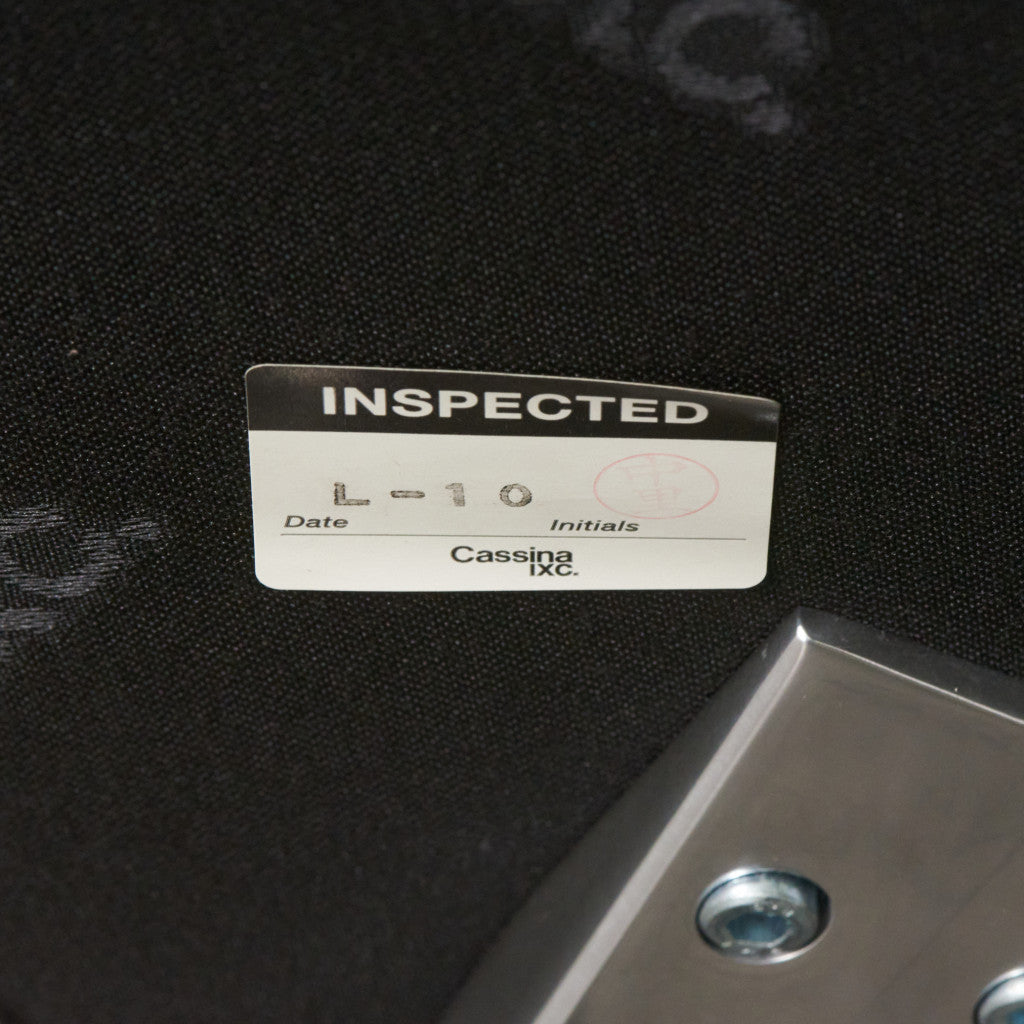 INSPECTED
L-10
Date Initials
Cassina
IXC.